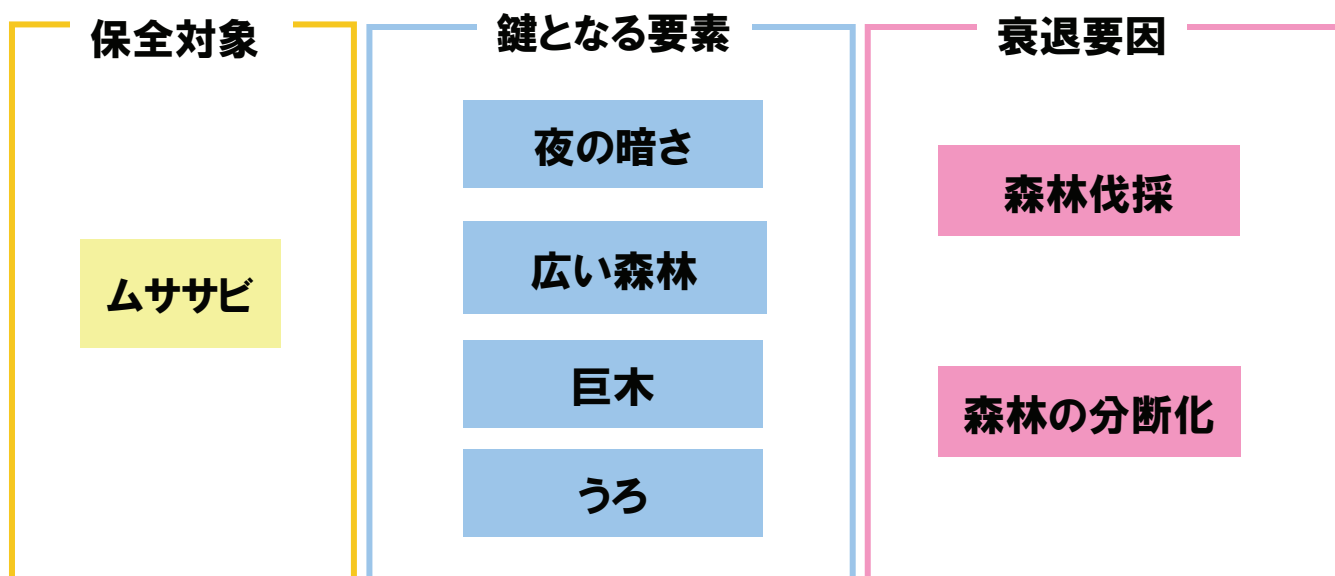 保全対象
ムササビ
鍵となる要素
夜の暗さ
広い森林
巨木
うろ
衰退要因
森林伐採
森林の分断化